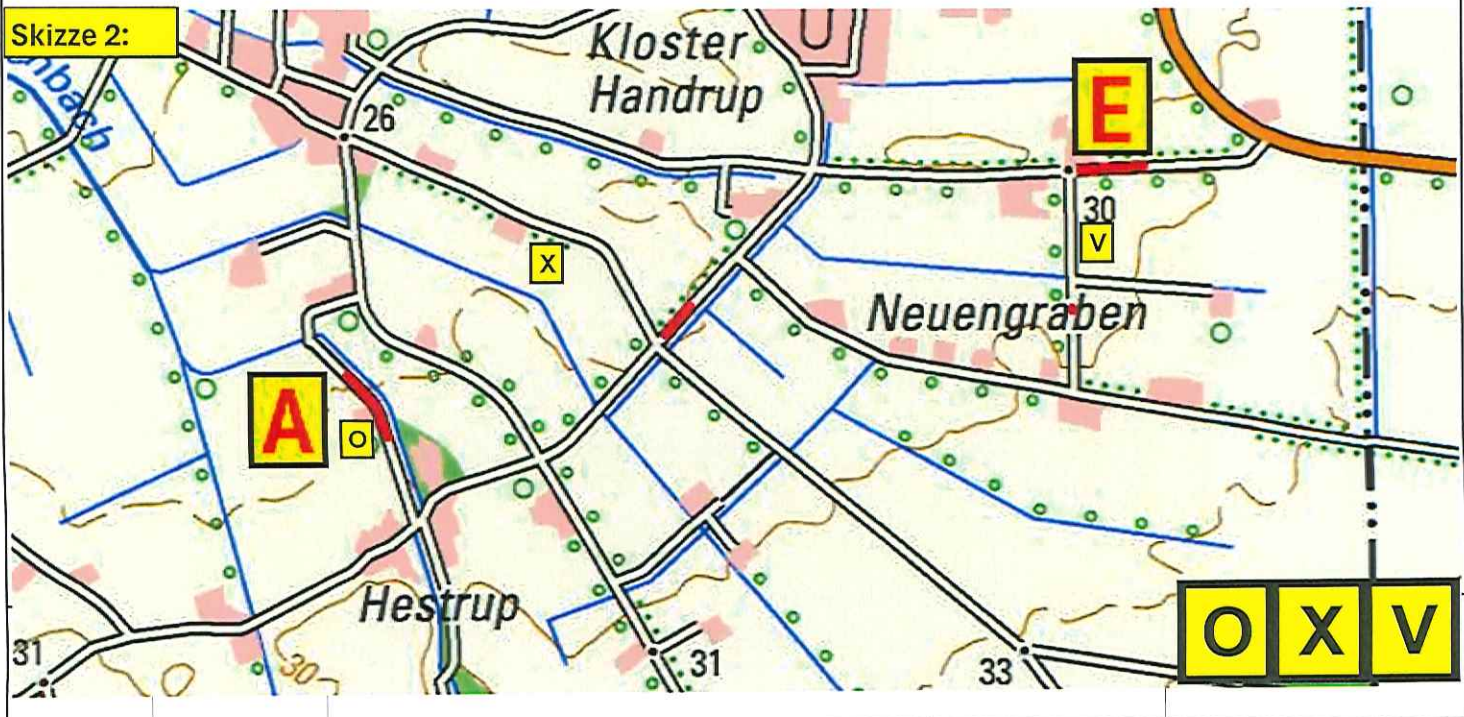 Skizze 2:
Kloster
Handrup
26
E
30
V
X
Neuengraben
A
O
Hestrup
30
31
31
33
O X V